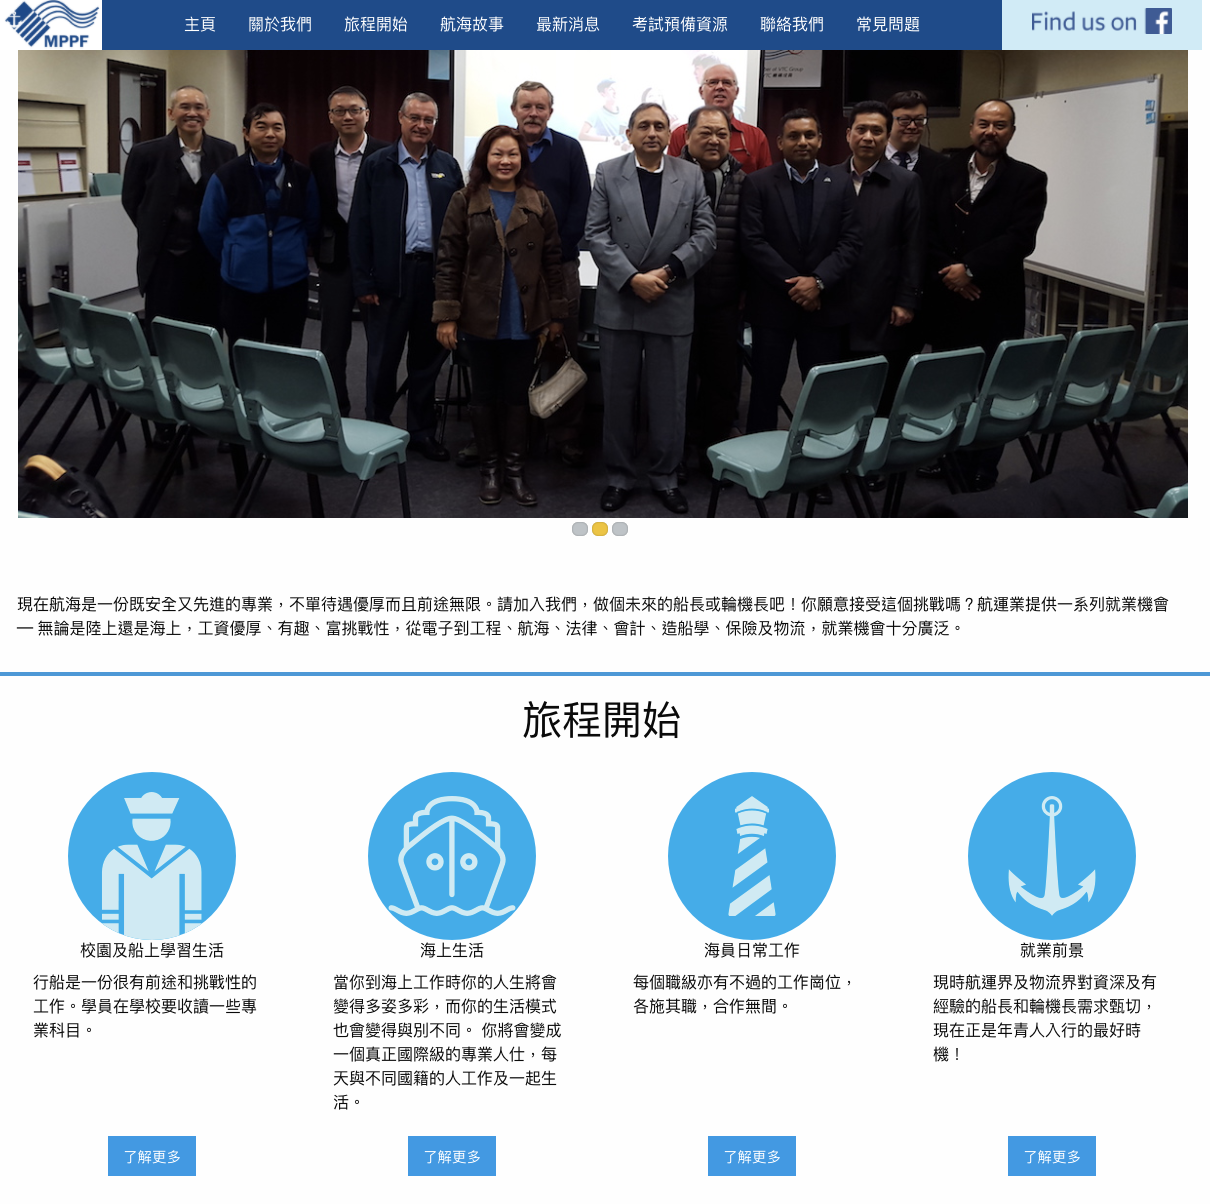 MPPF
主頁 關於我們 旅程開始 航海故事 最新消息 考試預備資源 聯絡我們 常見問題
Find us on
現在航海是一份既安全又先進的專業，不單待遇優厚而且前途無限。請加入我們，做個未來的船長或輪機長吧！你願意接受這個挑戰嗎？航運業提供一系列就業機會
— 無論是陸上還是海上，工資優厚、有趣、富挑戰性，從電子到工程、航海、法律、會計、造船學、保險及物流，就業機會十分廣泛。
旅程開始
校園及船上學習生活
行船是一份很有前途和挑戰性的
工作。學員在學校要收讀一些專
業科目。
了解更多
海上生活
當你到海上工作時你的人生將會
變得多姿多彩，而你的生活模式
也會變得與別不同。 你將會變成
一個真正國際級的專業人仕，每
天與不同國籍的人工作及一起生
活。
了解更多
海員日常工作
每個職級亦有不過的工作崗位，
各施其職，合作無間。
了解更多
就業前景
現時航運界及物流界對資深及有
經驗的船長和輪機長需求甄切，
現在正是年青人入行的最好時
機！
了解更多